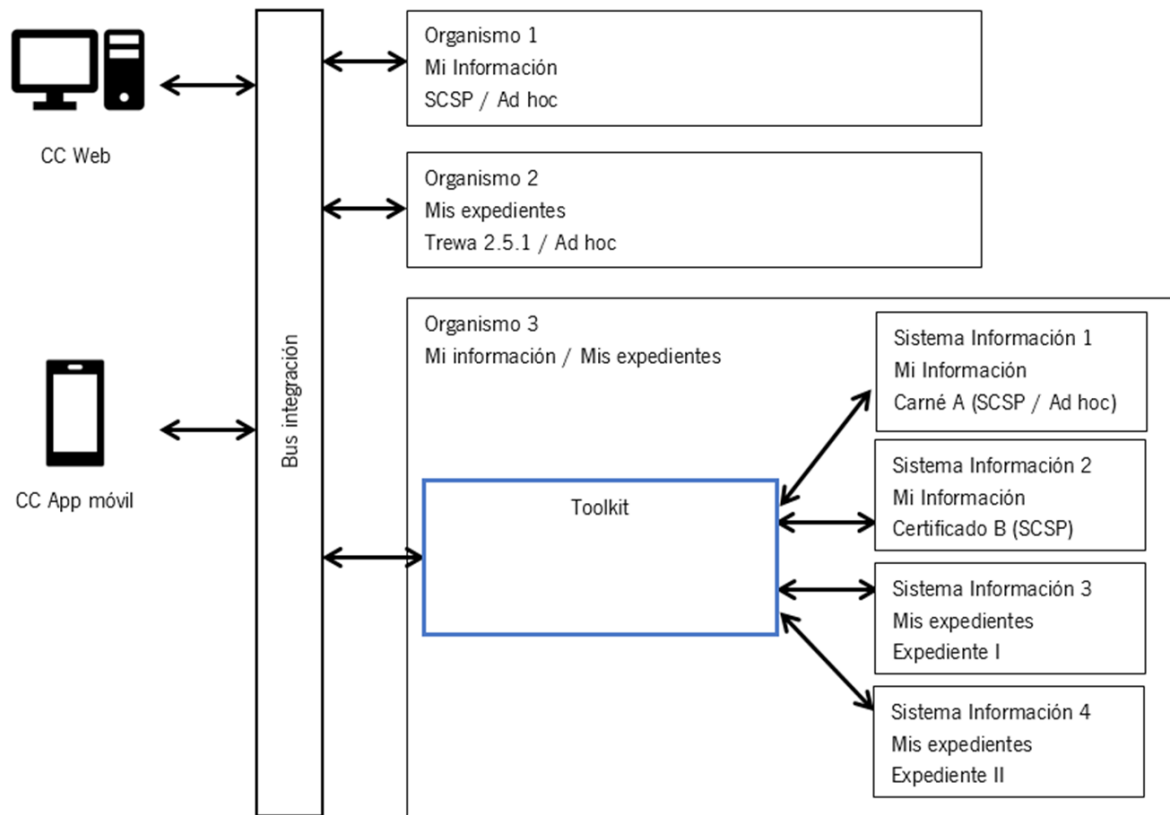 CC Web
CC App móvil
Bus integración
Organismo 1
Mi Información
SCSP / Ad hoc
Organismo 2
Mis expedientes
Trewa 2.5.1 / Ad hoc
Organismo 3
Mi información / Mis expedientes
Toolkit
Sistema Información 1
Mi Información
Carné A (SCSP / Ad hoc)
Sistema Información 2
Mi Información
Certificado B (SCSP)
Sistema Información 3
Mis expedientes
Expediente I
Sistema Información 4
Mis expedientes
Expediente II